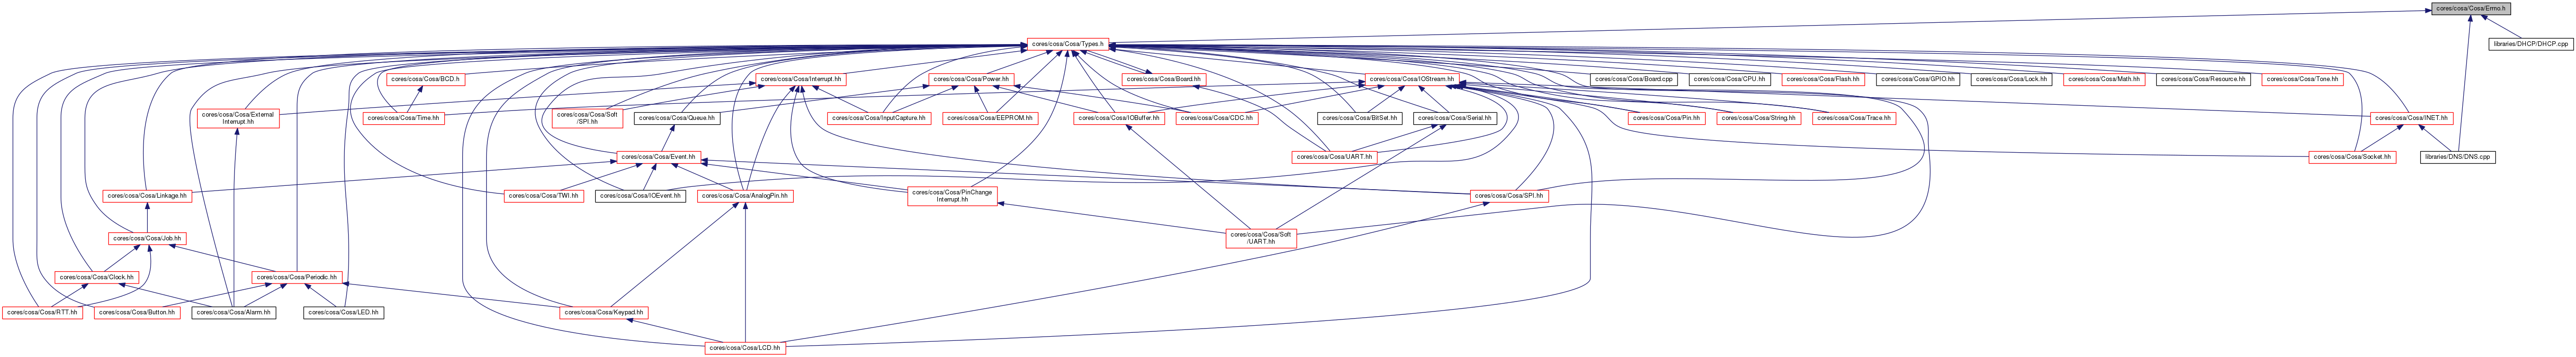 cores/cosa/Cosa/Errno.h
cores/cosa/Cosa/Types.h
libraries/DHCP/DHCP.cpp
cores/cosa/Cosa/BCD.h
cores/cosa/Cosa/Interrupt.hh
cores/cosa/Cosa/Power.hh
cores/cosa/Cosa/Board.hh
cores/cosa/Cosa/IOStream.hh
cores/cosa/Cosa/Board.cpp
cores/cosa/Cosa/CPU.hh
cores/cosa/Cosa/Flash.hh
cores/cosa/Cosa/GPIO.hh
cores/cosa/Cosa/Lock.hh
cores/cosa/Cosa/Math.hh
cores/cosa/Cosa/Resource.hh
cores/cosa/Cosa/Tone.hh
cores/cosa/Cosa/External
Interrupt.hh
cores/cosa/Cosa/Time.hh
cores/cosa/Cosa/Soft
/SPI.hh
cores/cosa/Cosa/Queue.hh
cores/cosa/Cosa/InputCapture.hh
cores/cosa/Cosa/EEPROM.hh
cores/cosa/Cosa/IOBuffer.hh
cores/cosa/Cosa/CDC.hh
cores/cosa/Cosa/BitSet.hh
cores/cosa/Cosa/Serial.hh
cores/cosa/Cosa/Pin.hh
cores/cosa/Cosa/String.hh
cores/cosa/Cosa/Trace.hh
cores/cosa/Cosa/INET.hh
cores/cosa/Cosa/Event.hh
cores/cosa/Cosa/UART.hh
cores/cosa/Cosa/Socket.hh
libraries/DNS/DNS.cpp
cores/cosa/Cosa/Linkage.hh
cores/cosa/Cosa/TWI.hh
cores/cosa/Cosa/IOEvent.hh
cores/cosa/Cosa/AnalogPin.hh
cores/cosa/Cosa/PinChange
Interrupt.hh
cores/cosa/Cosa/SPI.hh
cores/cosa/Cosa/Job.hh
cores/cosa/Cosa/Soft
/UART.hh
cores/cosa/Cosa/Clock.hh
cores/cosa/Cosa/Periodic.hh
cores/cosa/Cosa/RTT.hh
cores/cosa/Cosa/Button.hh
cores/cosa/Cosa/Alarm.hh
cores/cosa/Cosa/LED.hh
cores/cosa/Cosa/Keypad.hh
cores/cosa/Cosa/LCD.hh